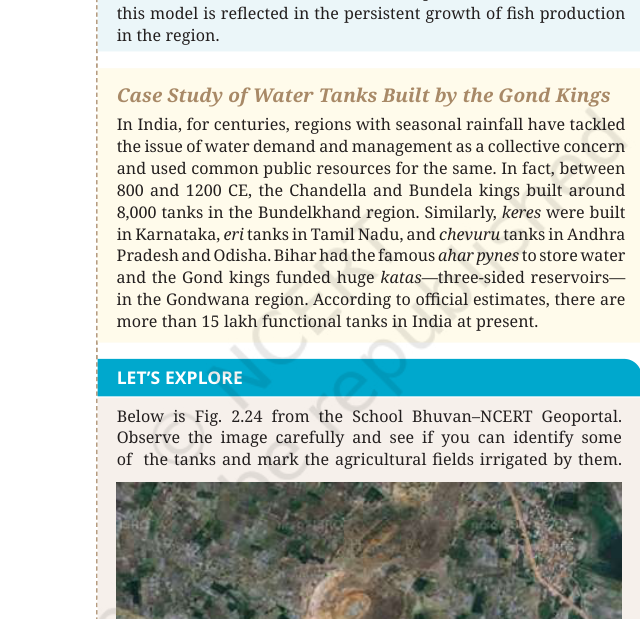 this model is reflected in the persistent growth of fish production
in the region.
Case Study of Water Tanks Built by the Gond Kings
In India, for centuries, regions with seasonal rainfall have tackled
the issue of water demand and management as a collective concern
and used common public resources for the same. In fact, between
800 and 1200 CE, the Chandella and Bundela kings built around
8,000 tanks in the Bundelkhand region. Similarly, keres were built
in Karnataka, eri tanks in Tamil Nadu, and chevuru tanks in Andhra
Pradesh and Odisha. Bihar had the famous ahar pynes to store water
and the Gond kings funded huge katas—three-sided reservoirs—
in the Gondwana region. According to official estimates, there are
more than 15 lakh functional tanks in India at present.
LET'S EXPLORE
Below is Fig. 2.24 from the School Bhuvan–NCERT Geoportal.
Observe the image carefully and see if you can identify some
of the tanks and mark the agricultural fields irrigated by them.
© NCERT
be republished